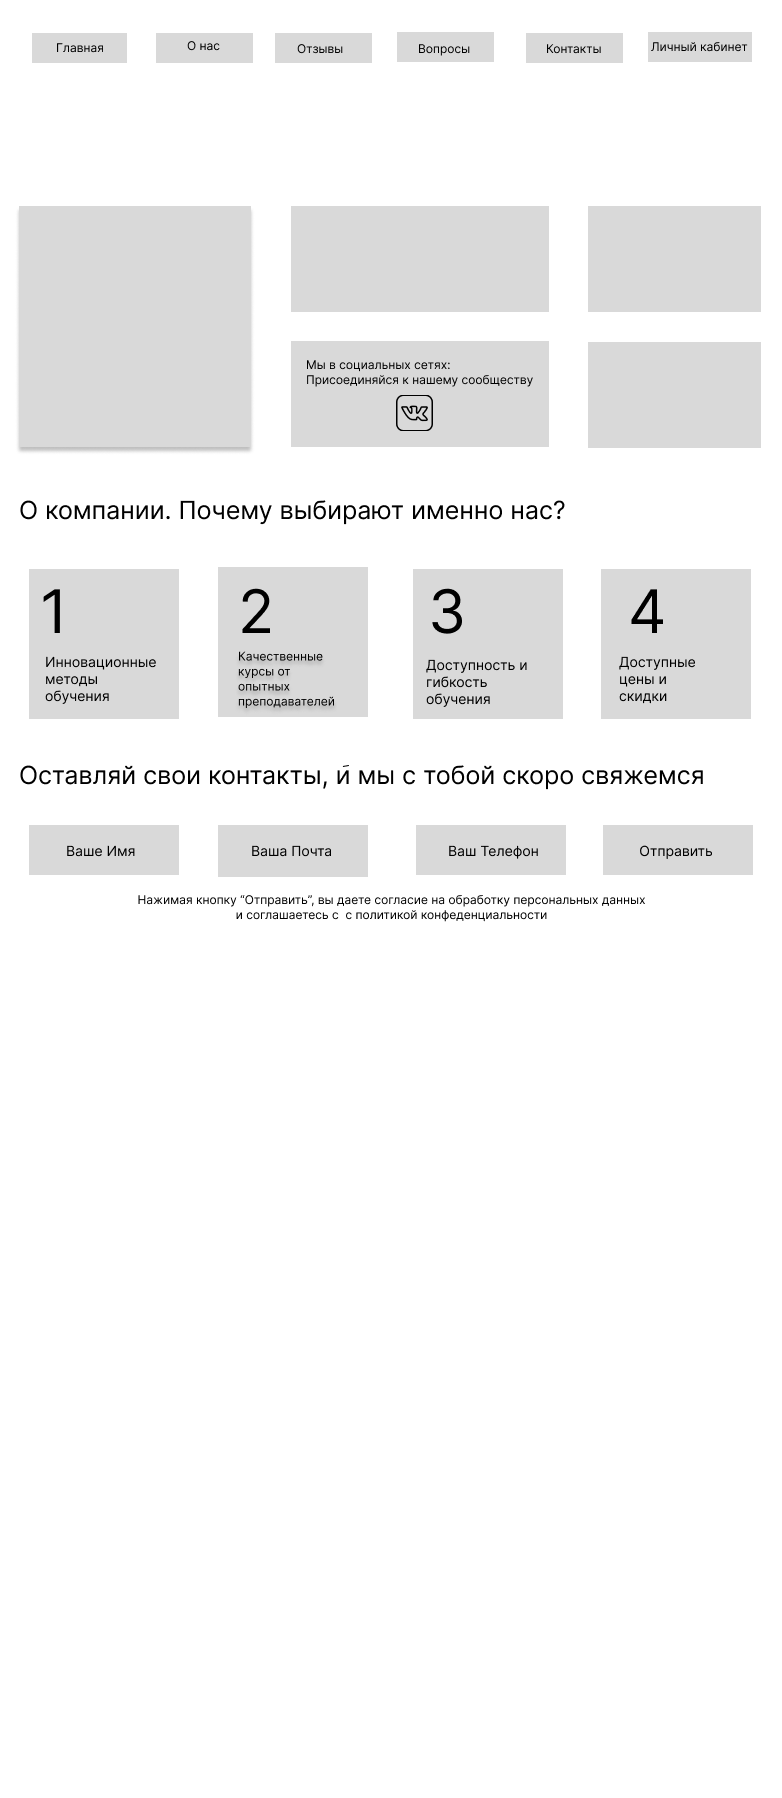 Главная
О нас
Отзывы
Вопросы
Контакты
Личный кабинет
Мы в социальных сетях:
Присоединяйся к нашему сообществу
О компании. Почему выбирают именно нас?
1
Инновационные
методы
обучения
2
Качественные
курсы от
опытных
преподавателей
3
Доступность и
гибкость
обучения
4
Доступные
цены и
скидки
Оставляй свои контакты, и мы с тобой скоро свяжемся
Ваше Имя
Ваша Почта
Ваш Телефон
Отправить
Нажимая кнопку “Отправить”, вы даете согласие на обработку персональных данных
и соглашаетесь с  с политикой конфеденциальности